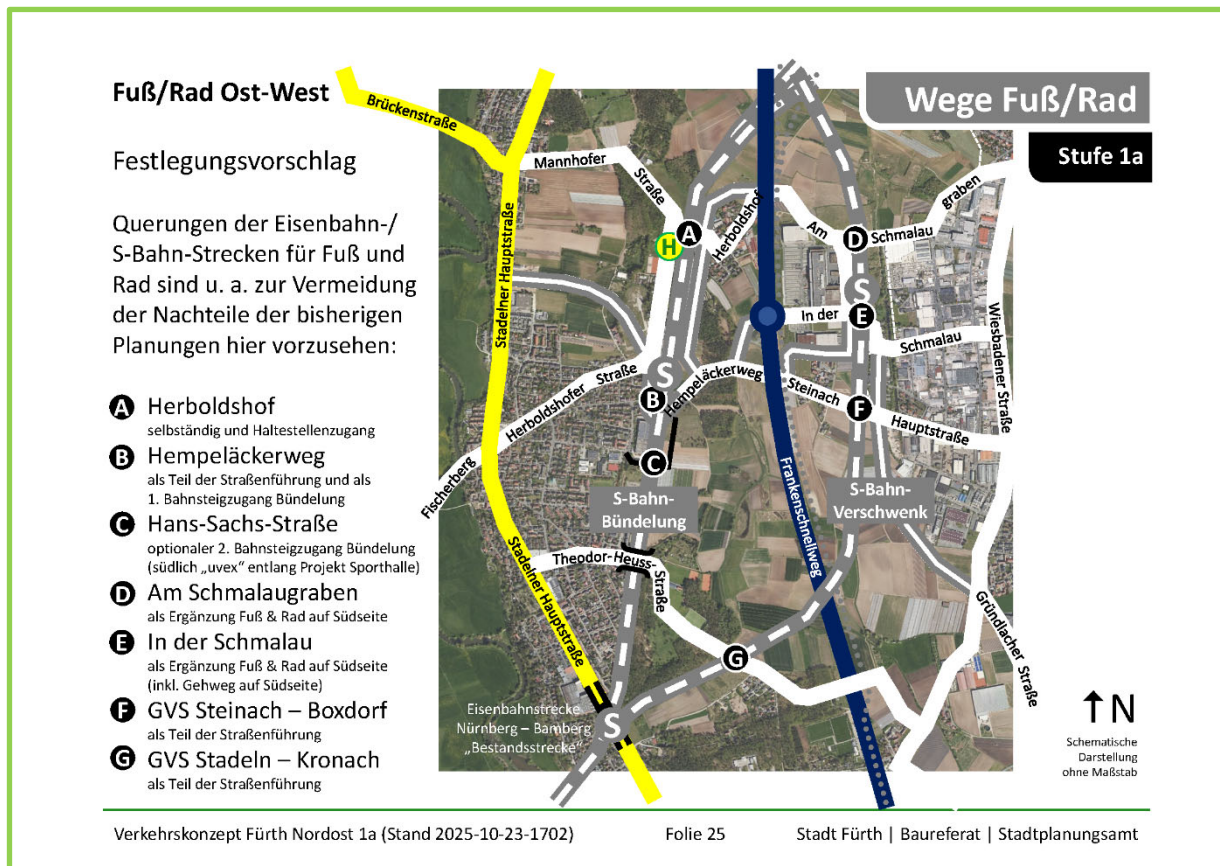 Fuß/Rad Ost-West
Festlegungsvorschlag
Querungen der Eisenbahn-/
S-Bahn-Strecken für Fuß und
Rad sind u. a. zur Vermeidung
der Nachteile der bisherigen
Planungen hier vorzusehen:
A Herboldshof
selbständig und Haltestellenzugang
B Hempeläckerweg
als Teil der Straßenführung und als
1. Bahnsteigzugang Bündelung
C Hans-Sachs-Straße
optionaler 2. Bahnsteigzugang Bündelung
(südlich „uvex“ entlang Projekt Sporthalle)
D Am Schmalaugraben
als Ergänzung Fuß & Rad auf Südseite
E In der Schmalau
als Ergänzung Fuß & Rad auf Südseite
(inkl. Gehweg auf Südseite)
F GVS Steinach – Boxdorf
als Teil der Straßenführung
G GVS Stadeln – Kronach
als Teil der Straßenführung
Wege Fuß/Rad
Stufe 1a
Brückenstraße
Mannhofer
Straße
Stadelner Hauptstraße
H
A
Herboldshof
Am
D
Schmalau
graben
S
In der
E
Schmalau
Wiesbadener Straße
Herboldshofer Straße
S
B
Hempeläckerweg
Steinach
F
Hauptstraße
Fischerberg
C
S-Bahn-
Bündelung
Frankenschnellweg
S-Bahn-
Verschwenk
Stadelner Hauptstraße
Theodor-Heuss-
Straße
G
Gründlacher Straße
Eisenbahnstrecke
Nürnberg – Bamberg
„Bestandsstrecke“
S
N
Schematische
Darstellung
ohne Maßstab
Verkehrskonzept Fürth Nordost 1a (Stand 2025-10-23-1702) Folie 25 Stadt Fürth | Baureferat | Stadtplanungsamt